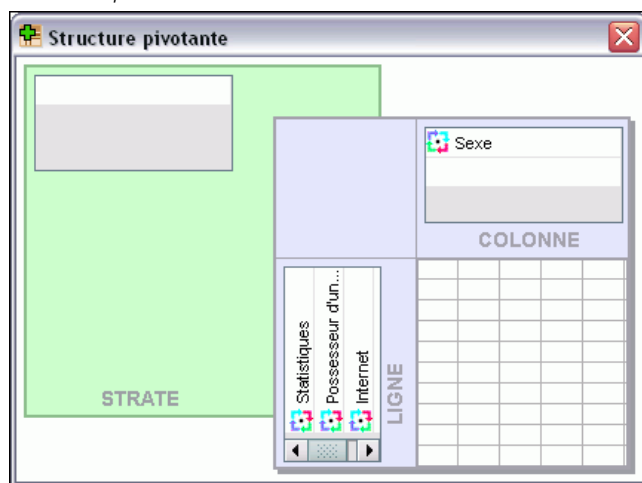 Structure pivotante
Sexe
COLONNE
Statistiques
Possesseur d'un...
Internet
LIGNE
STRATE